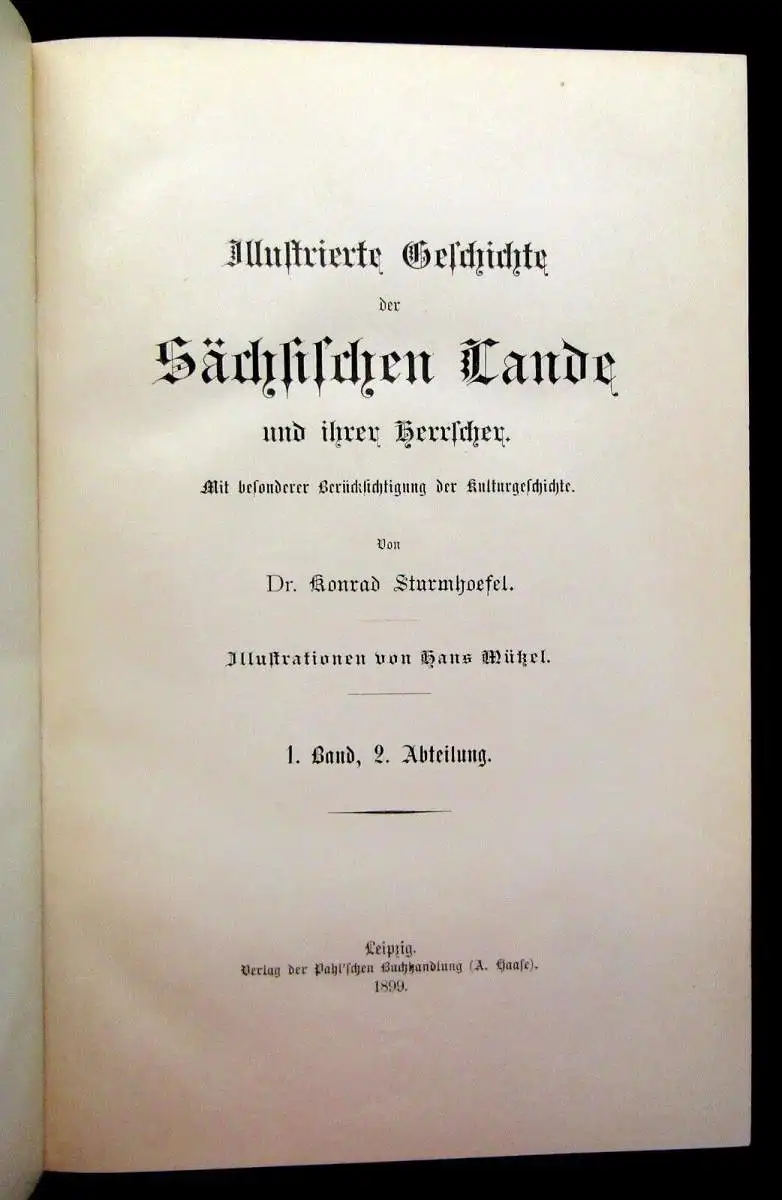 Illustrierte Geschichte
der
Sächsischen Lande
und ihrer Herrscher.
Mit besonderer Berücksichtigung der Kulturgeschichte.
Von
Dr. Konrad Sturmhoefel.
Illustrationen von Hans Mützel.
1. Band, 2. Abteilung.
Leipzig.
Verlag der Pahl'schen Buchhandlung (A. Haase).
1899.